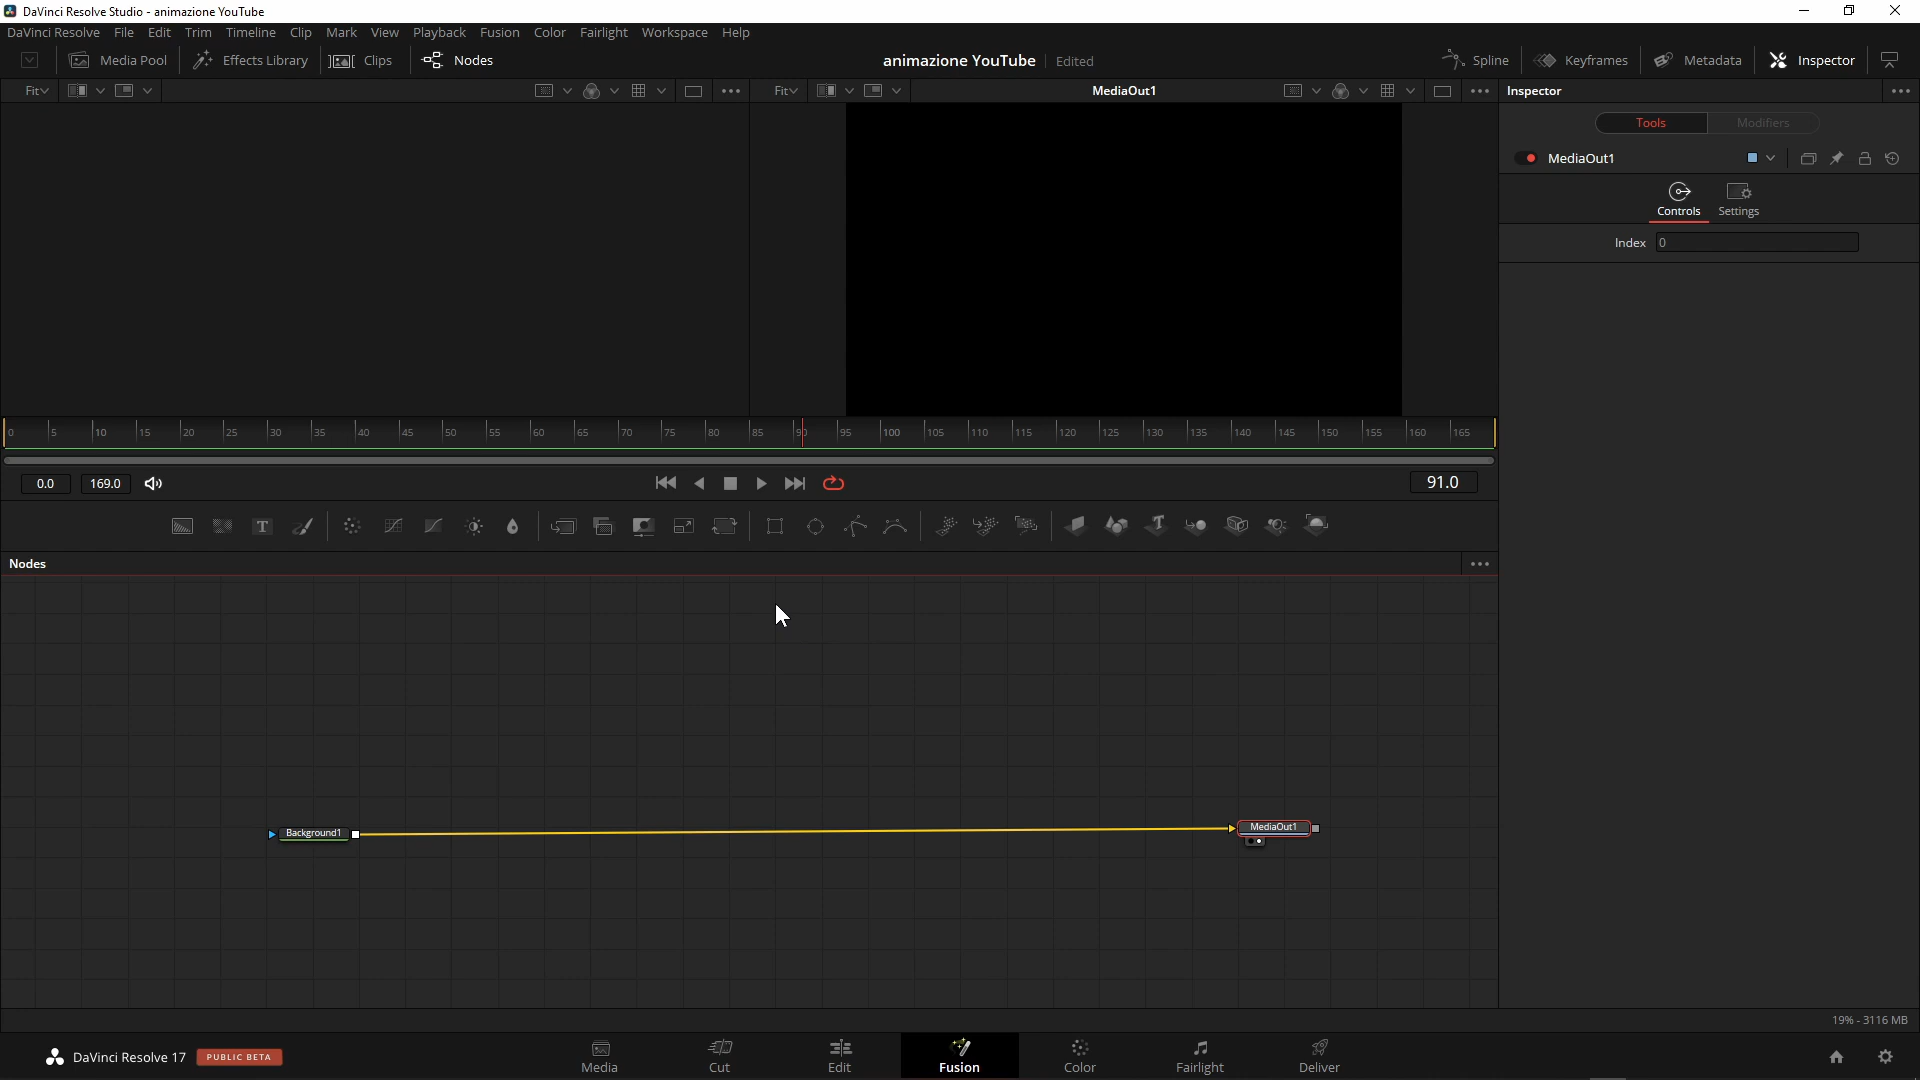 DaVinci Resolve Studio - animazione YouTube
DaVinci Resolve File Edit Trim Timeline Clip Mark View Playback Fusion Color Fairlight Workspace Help
Media Pool Effects Library Clips Nodes animazione YouTube Edited Spline Keyframes Metadata Inspector
Fit Fit MediaOut1 Inspector
Tools Modifiers
MediaOut1
Controls Settings
Index 0
0 5 10 15 20 25 30 35 40 45 50 55 60 65 70 75 80 85 90 95 100 105 110 115 120 125 130 135 140 145 150 155 160 165
0.0 169.0 91.0
T
Nodes
Background1 MediaOut1
19% - 3116 MB
DaVinci Resolve 17 PUBLIC BETA
Media Cut Edit Fusion Color Fairlight Deliver